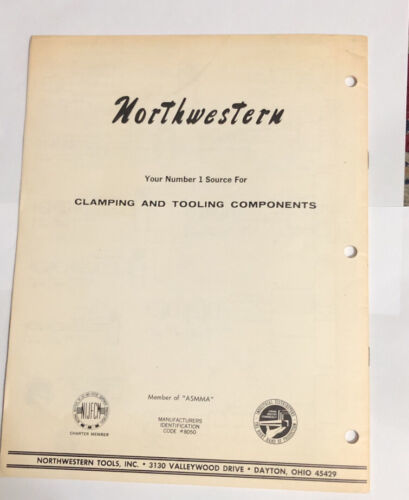 Northwestern
Your Number 1 Source For
CLAMPING AND TOOLING COMPONENTS
Member of "ASMMA"
MANUFACTURERS
IDENTIFICATION
CODE #8050
CHARTER MEMBER
NORTHWESTERN TOOLS, INC. • 3130 VALLEYWOOD DRIVE • DAYTON, OHIO 45429